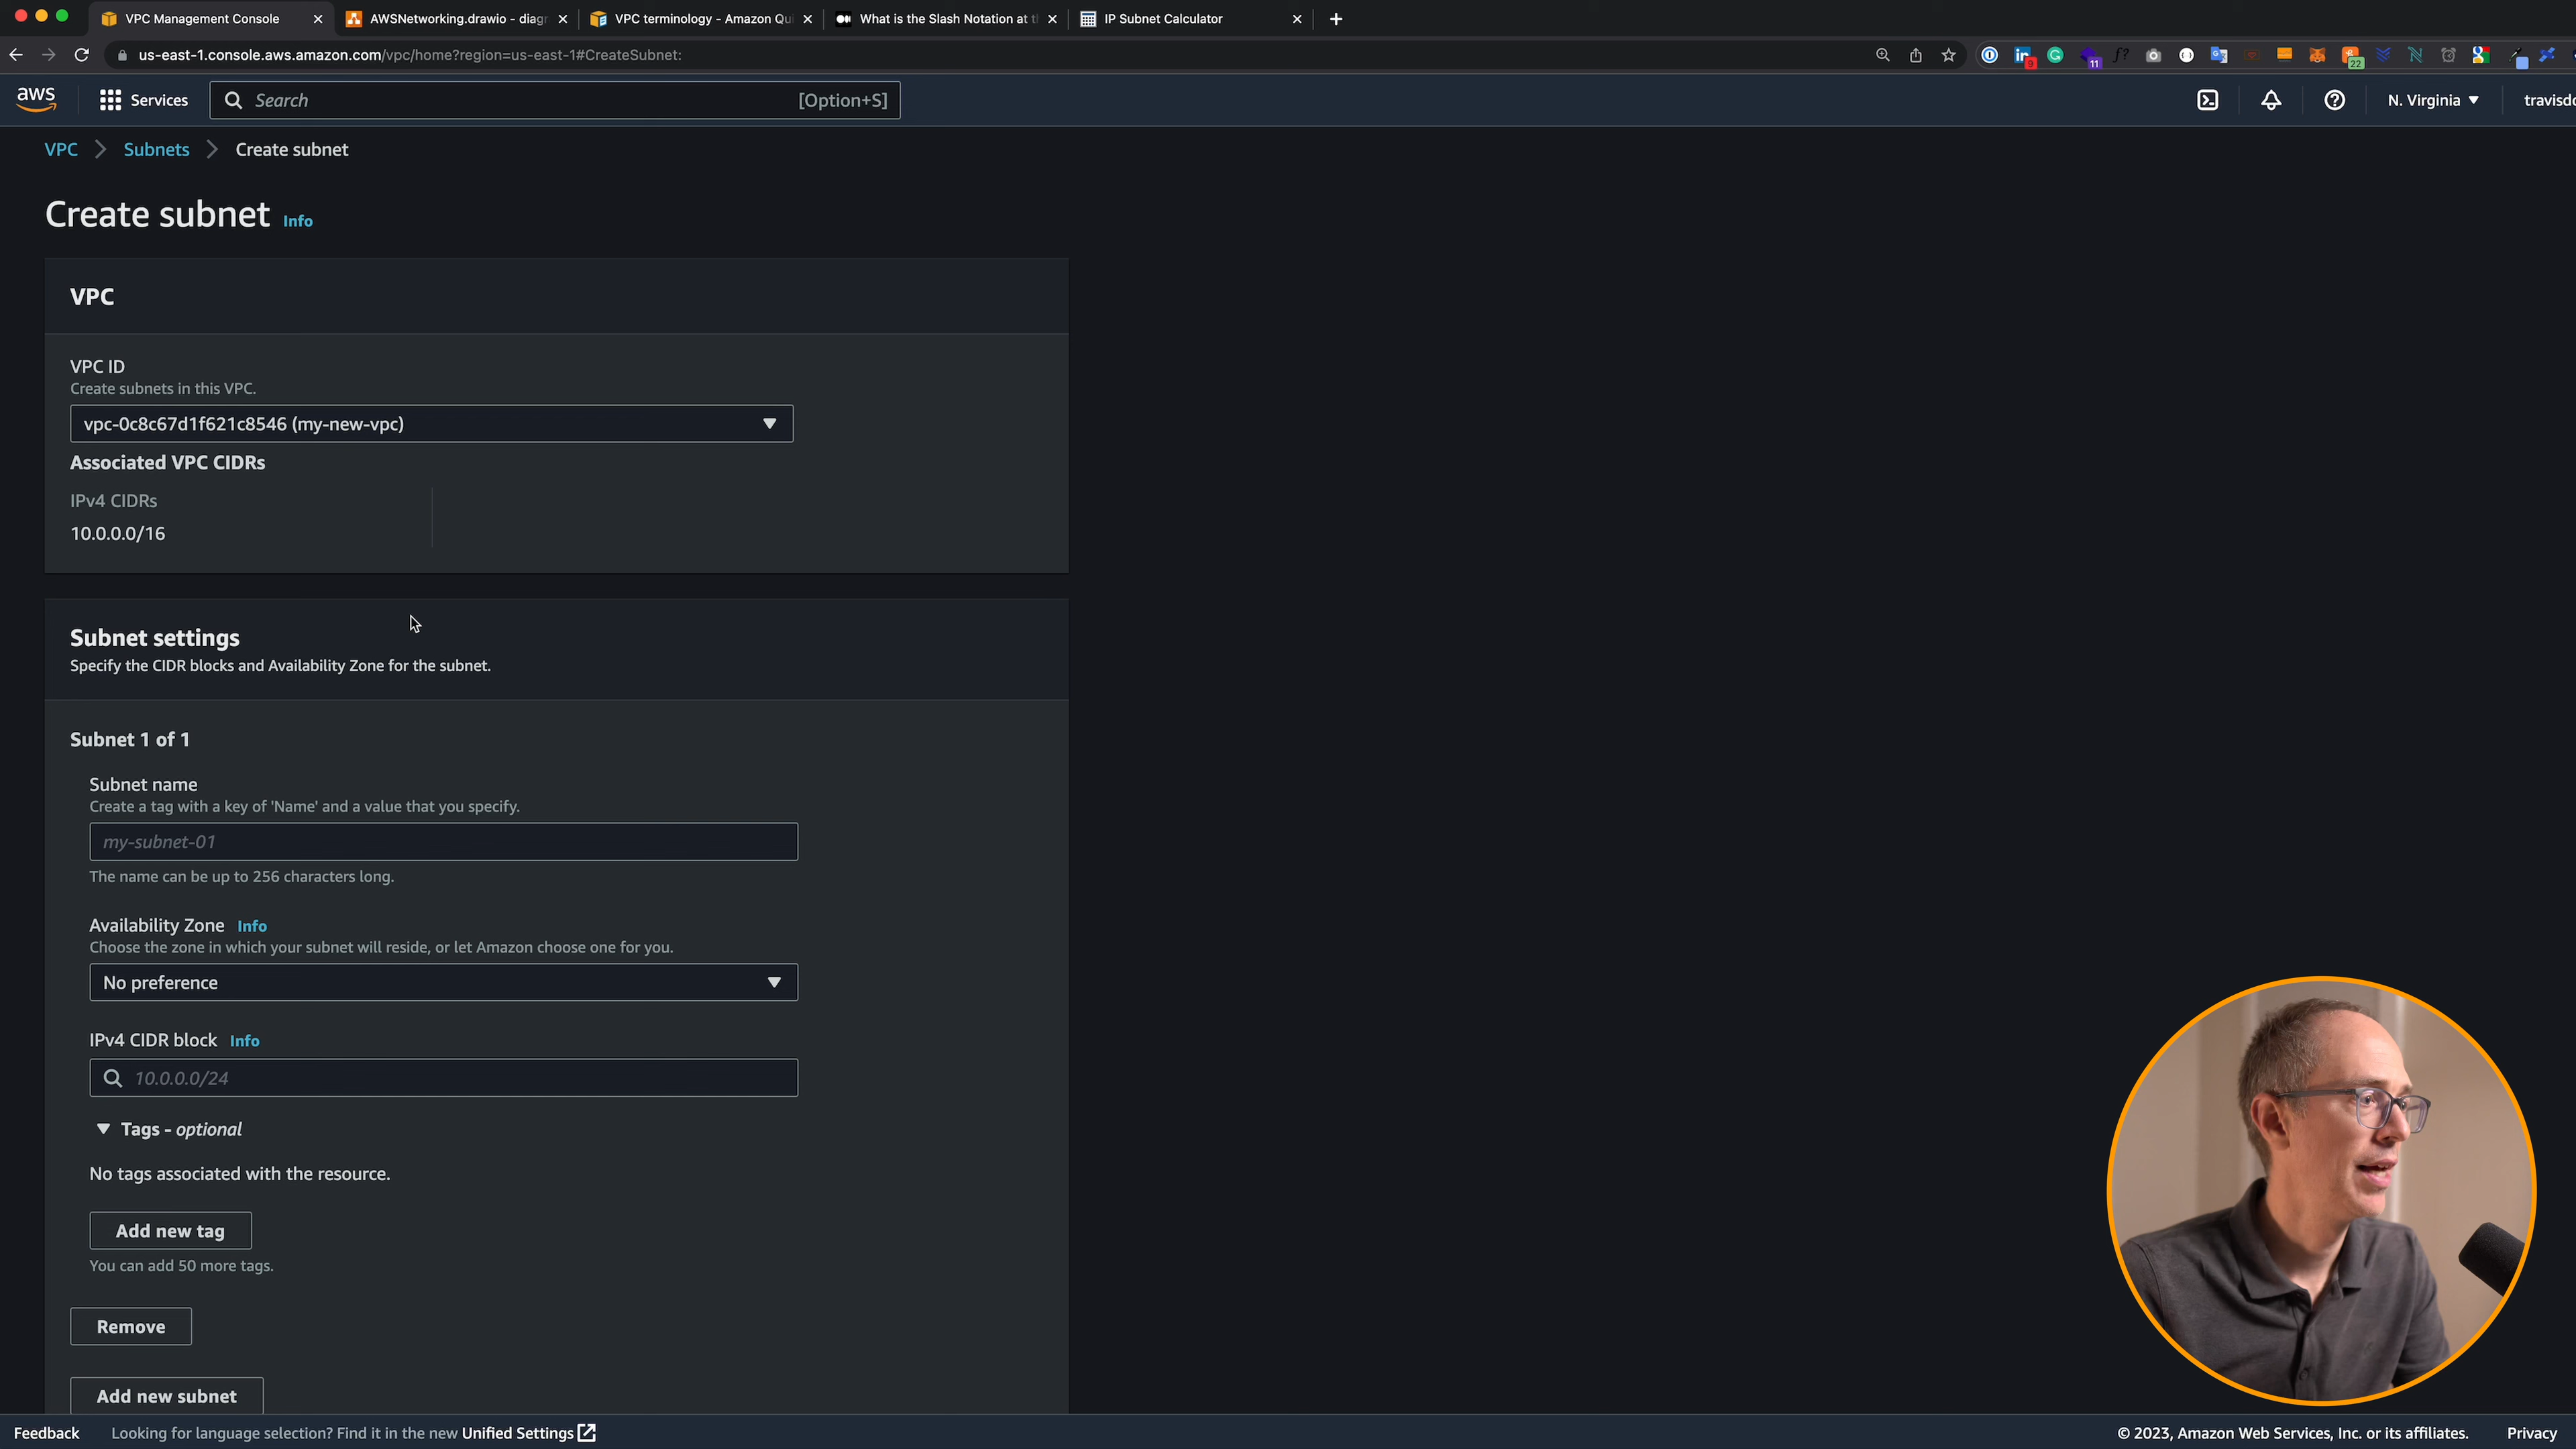 VPC Management Console
AWSNetworking.drawio - diagr
VPC terminology - Amazon Qui
What is the Slash Notation at th
IP Subnet Calculator
us-east-1.console.aws.amazon.com/vpc/home?region=us-east-1#CreateSubnet:
9
11
22
aws
Services
Search
[Option+S]
N. Virginia
travisdo
VPC
Subnets
Create subnet
Create subnet Info
VPC
VPC ID
Create subnets in this VPC.
vpc-0c8c67d1f621c8546 (my-new-vpc)
Associated VPC CIDRs
IPv4 CIDRs
10.0.0.0/16
Subnet settings
Specify the CIDR blocks and Availability Zone for the subnet.
Subnet 1 of 1
Subnet name
Create a tag with a key of 'Name' and a value that you specify.
my-subnet-01
The name can be up to 256 characters long.
Availability Zone Info
Choose the zone in which your subnet will reside, or let Amazon choose one for you.
No preference
IPv4 CIDR block Info
10.0.0.0/24
Tags - optional
No tags associated with the resource.
Add new tag
You can add 50 more tags.
Remove
Add new subnet
Feedback
Looking for language selection? Find it in the new Unified Settings
© 2023, Amazon Web Services, Inc. or its affiliates.
Privacy